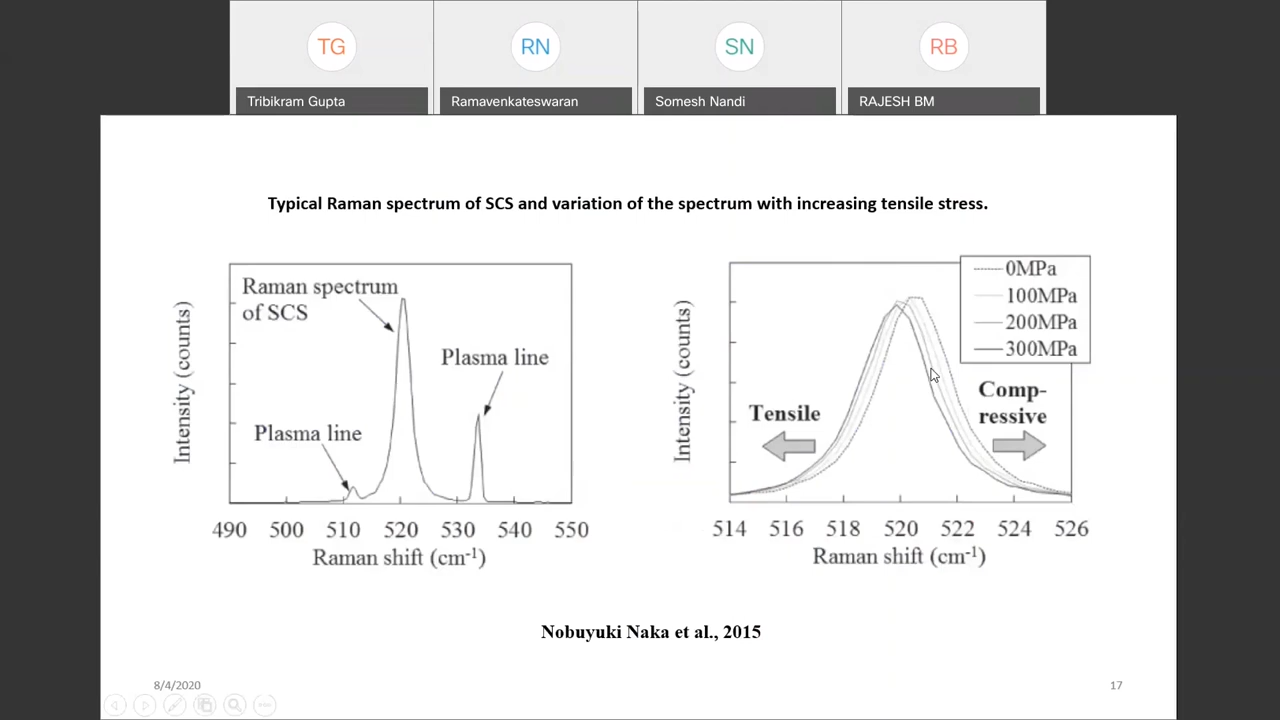 TG
RN
SN
RB
Tribikram Gupta
Ramavenkateswaran
Somesh Nandi
RAJESH BM
Typical Raman spectrum of SCS and variation of the spectrum with increasing tensile stress.
Raman spectrum
of SCS
Plasma line
Plasma line
Intensity (counts)
490 500 510 520 530 540 550
Raman shift (cm⁻¹)
0MPa
100MPa
200MPa
300MPa
Tensile
Comp-
ressive
Intensity (counts)
514 516 518 520 522 524 526
Raman shift (cm⁻¹)
Nobuyuki Naka et al., 2015
8/4/2020
17